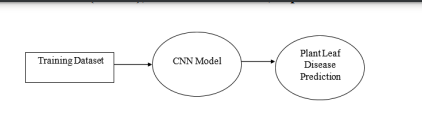 Training Dataset
CNN Model
Plant Leaf
Disease
Prediction